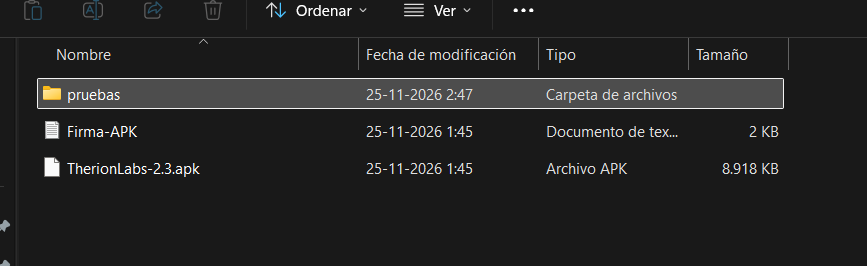 Ordenar Ver
Nombre Fecha de modificación Tipo Tamaño
pruebas 25-11-2026 2:47 Carpeta de archivos
Firma-APK 25-11-2026 1:45 Documento de tex... 2 KB
TherionLabs-2.3.apk 25-11-2026 1:45 Archivo APK 8.918 KB